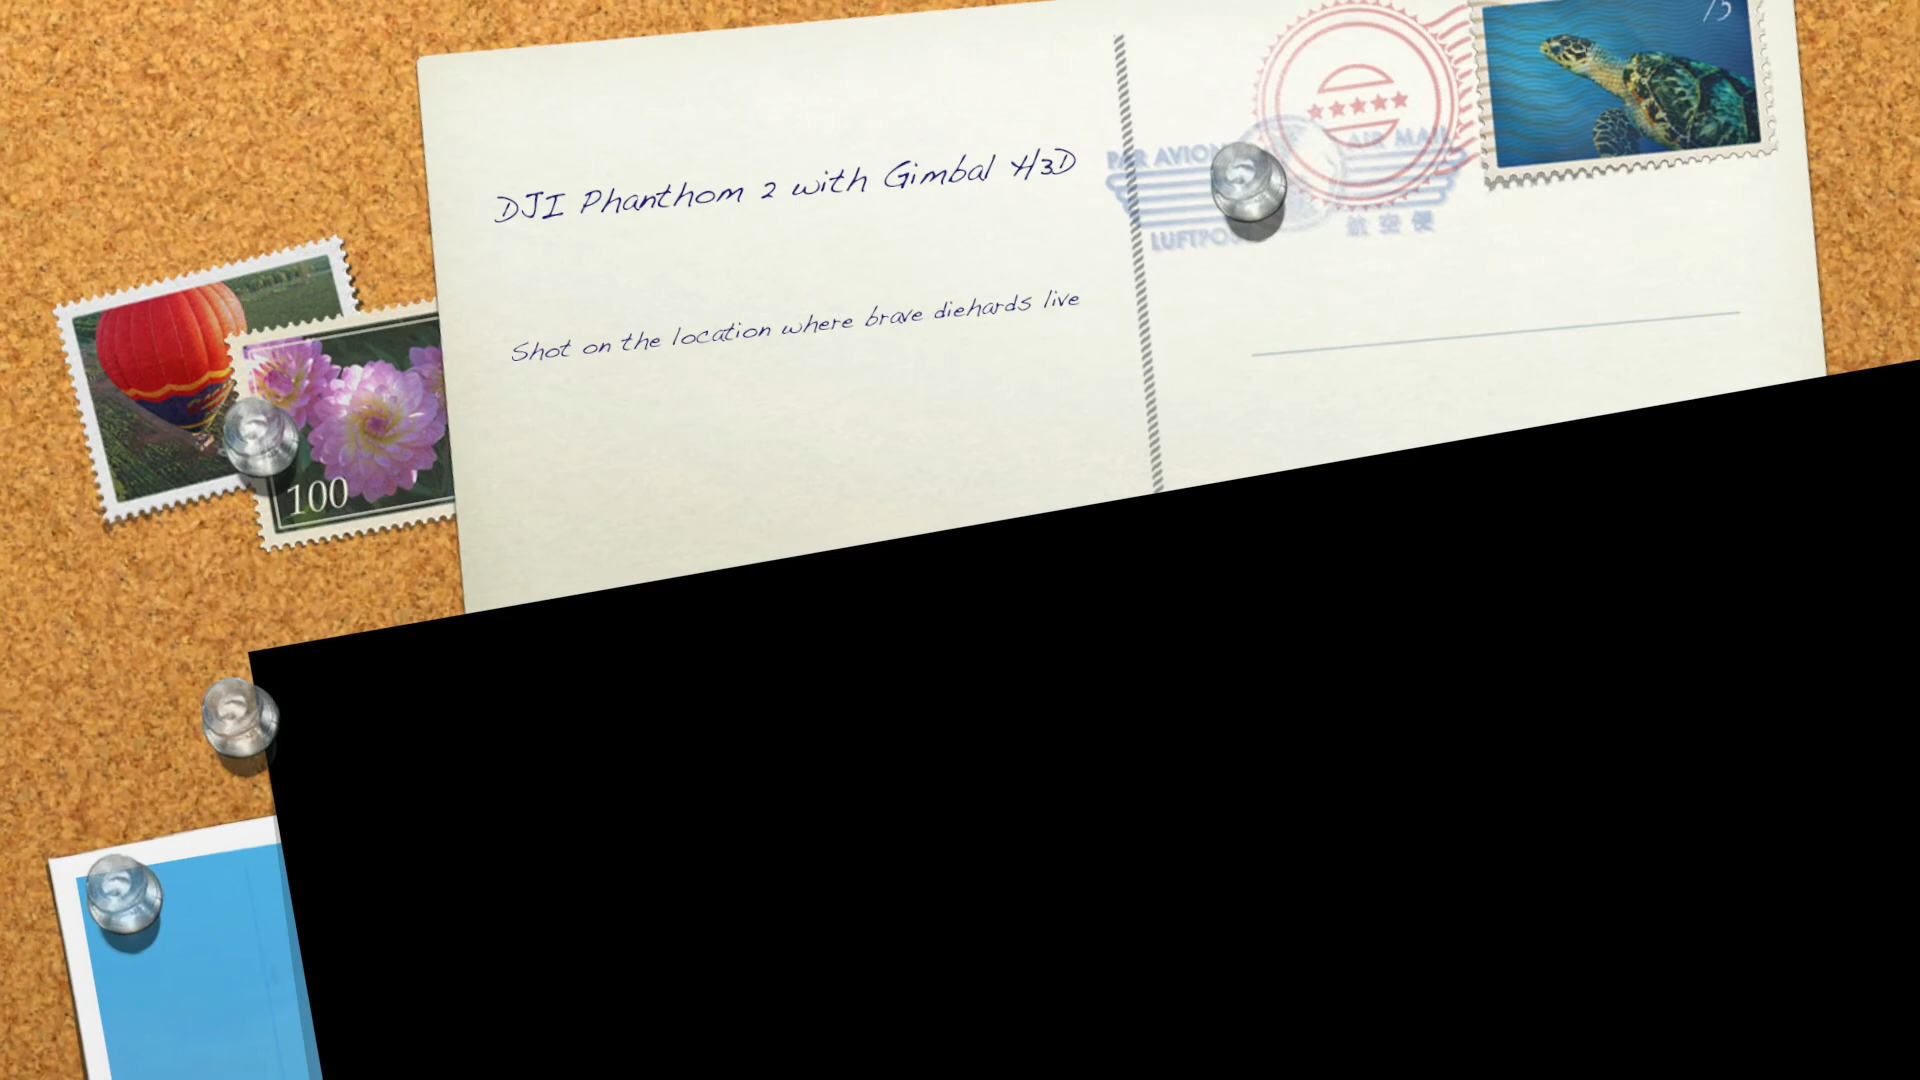 75
PAR AVION AIR MAIL
DJI Phanthom 2 with Gimbal H3D
LUFTPOST 航空便
Shot on the location where brave diehards live
100